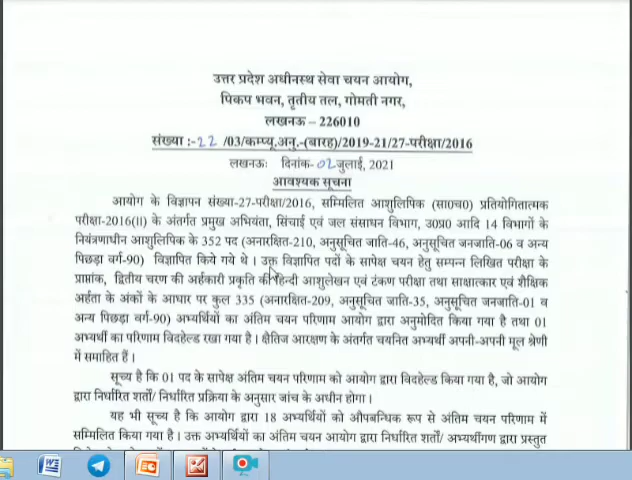 उत्तर प्रदेश अधीनस्थ सेवा चयन आयोग,
पिकप भवन, तृतीय तल, गोमती नगर,
लखनऊ – 226010
संख्या :-22 /03/कम्प्यू.अनु.-(बारह)/2019-21/27-परीक्षा/2016
लखनऊः दिनांक- 02 जुलाई, 2021
आवश्यक सूचना
आयोग के विज्ञापन संख्या-27-परीक्षा/2016, सम्मिलित आशुलिपिक (सा0च0) प्रतियोगितात्मक
परीक्षा-2016(II) के अंतर्गत प्रमुख अभियंता, सिंचाई एवं जल संसाधन विभाग, उ0प्र0 आदि 14 विभागों के
नियंत्रणाधीन आशुलिपिक के 352 पद (अनारक्षित-210, अनुसूचित जाति-46, अनुसूचित जनजाति-06 व अन्य
पिछड़ा वर्ग-90) विज्ञापित किये गये थे । उक्त विज्ञापित पदों के सापेक्ष चयन हेतु सम्पन्न लिखित परीक्षा के
प्राप्तांक, द्वितीय चरण की अर्हकारी प्रकृति की हिन्दी आशुलेखन एवं टंकण परीक्षा तथा साक्षात्कार एवं शैक्षिक
अर्हता के अंकों के आधार पर कुल 335 (अनारक्षित-209, अनुसूचित जाति-35, अनुसूचित जनजाति-01 व
अन्य पिछड़ा वर्ग-90) अभ्यर्थियों का अंतिम चयन परिणाम आयोग द्वारा अनुमोदित किया गया है तथा 01
अभ्यर्थी का परिणाम विदहेल्ड रखा गया है । क्षैतिज आरक्षण के अंतर्गत चयनित अभ्यर्थी अपनी-अपनी मूल श्रेणी
में समाहित हैं ।
सूच्य है कि 01 पद के सापेक्ष अंतिम चयन परिणाम को आयोग द्वारा विदहेल्ड किया गयाहै, जो आयोग
द्वारा निर्धारित शर्तों/ निर्धारित प्रक्रिया के अनुसार जांच के अधीन होगा ।
यह भी सूच्य है कि आयोग द्वारा 18 अभ्यर्थियों को औपबन्धिक रूप से अंतिम चयन परिणाम में
सम्मिलित किया गया है । उक्त अभ्यर्थियों का अंतिम चयन आयोग द्वारा निर्धारित शर्तों/ अभ्यर्थीगण द्वारा प्रस्तुत